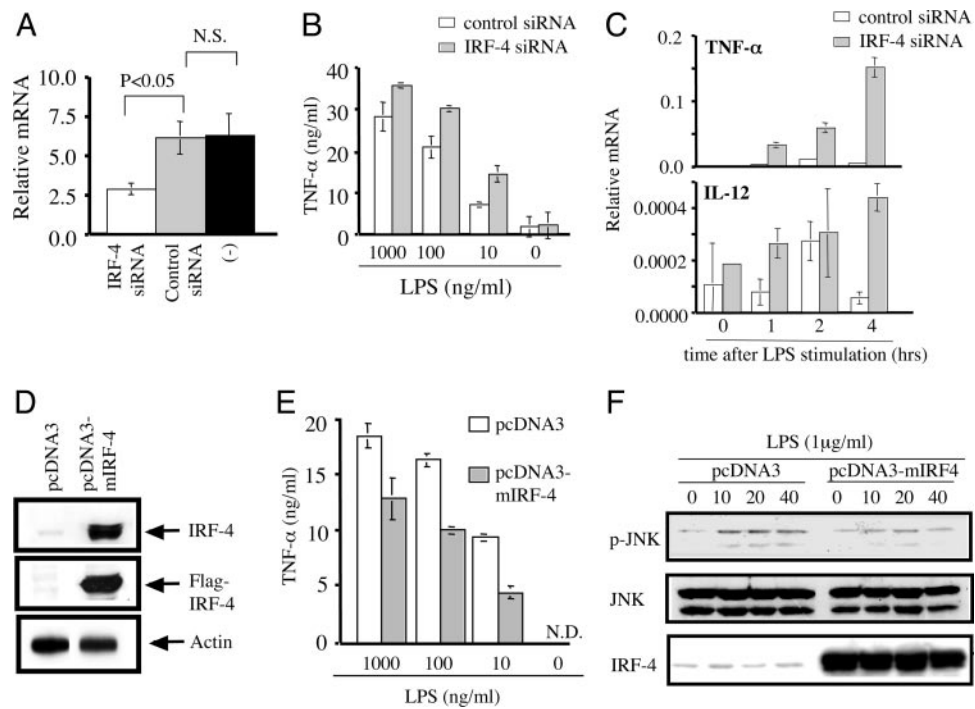 A
N.S.
P<0.05
Relative mRNA
10.0
7.5
5.0
2.5
0.0
IRF-4
siRNA
Control
siRNA
(-)
B
control siRNA
IRF-4 siRNA
TNF-α (ng/ml)
40
30
20
10
0
1000 100 10 0
LPS (ng/ml)
C
control siRNA
IRF-4 siRNA
Relative mRNA
0.2
TNF-α
0.1
0.0
IL-12
0.0004
0.0002
0.0000
0 1 2 4
time after LPS stimulation (hrs)
D
pcDNA3
pcDNA3-
mIRF-4
IRF-4
Flag-
IRF-4
Actin
E
pcDNA3
pcDNA3-
mIRF-4
TNF-α (ng/ml)
20
15
10
5
0
N.D.
1000 100 10 0
LPS (ng/ml)
F
LPS (1µg/ml)
pcDNA3 pcDNA3-mIRF4
0 10 20 40 0 10 20 40
p-JNK
JNK
IRF-4